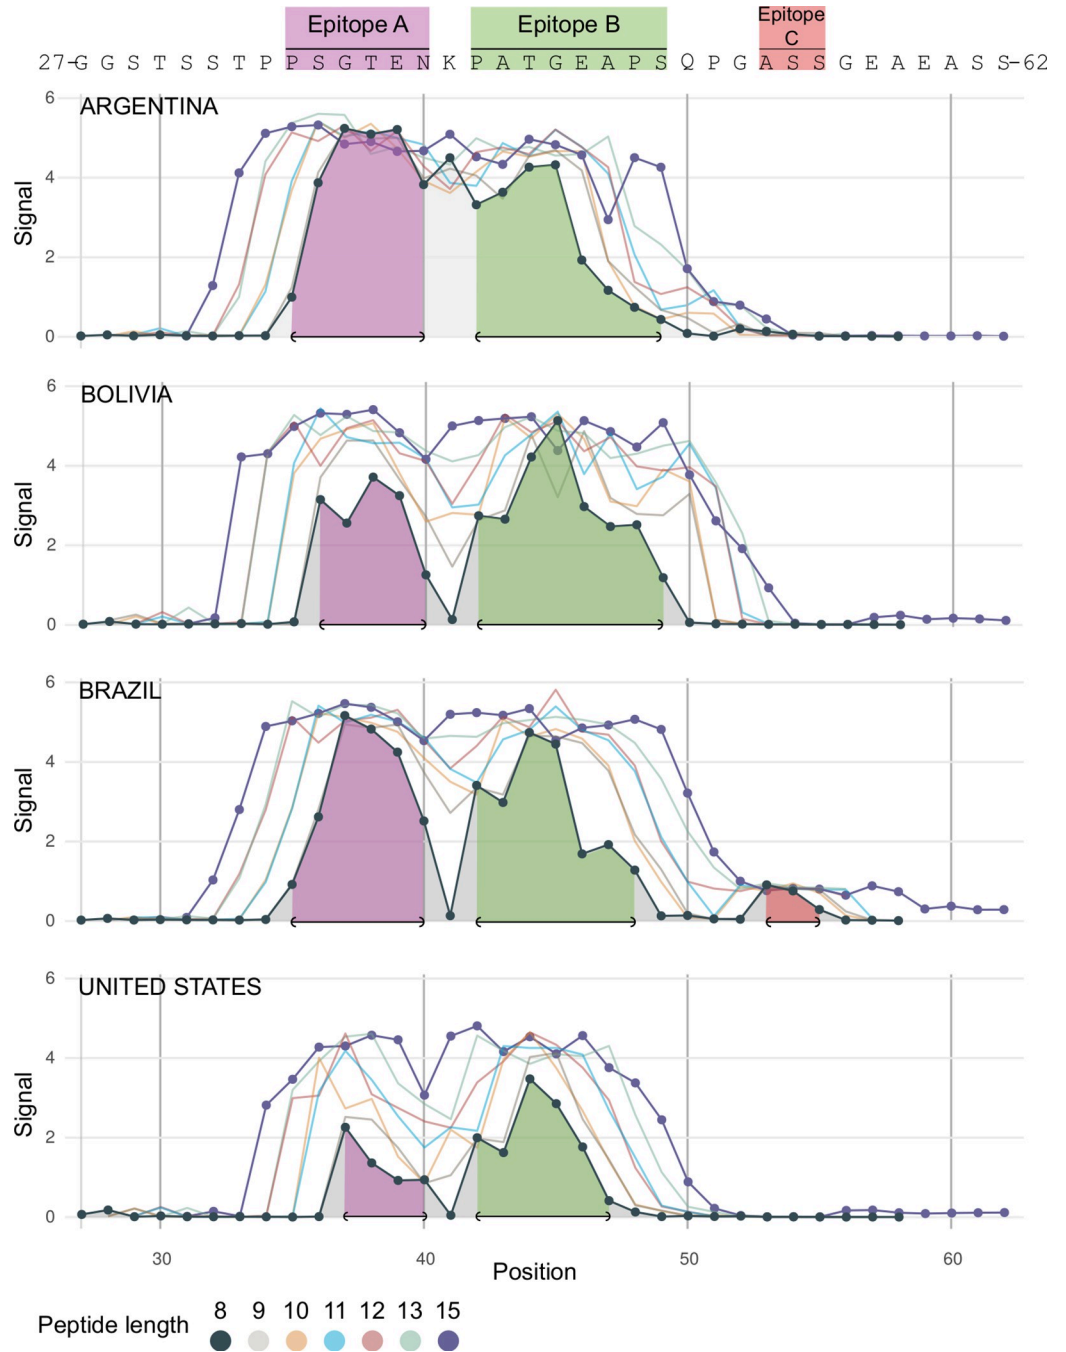 Epitope A
Epitope B
Epitope
C
27-G G S T S S T P P S G T E N K P A T G E A P S Q P G A S S G E A E A S S-62
ARGENTINA
6
4
2
0
Signal
BOLIVIA
6
4
2
0
Signal
BRAZIL
6
4
2
0
Signal
UNITED STATES
6
4
2
0
Signal
30 40 50 60
Position
Peptide length
8 9 10 11 12 13 15